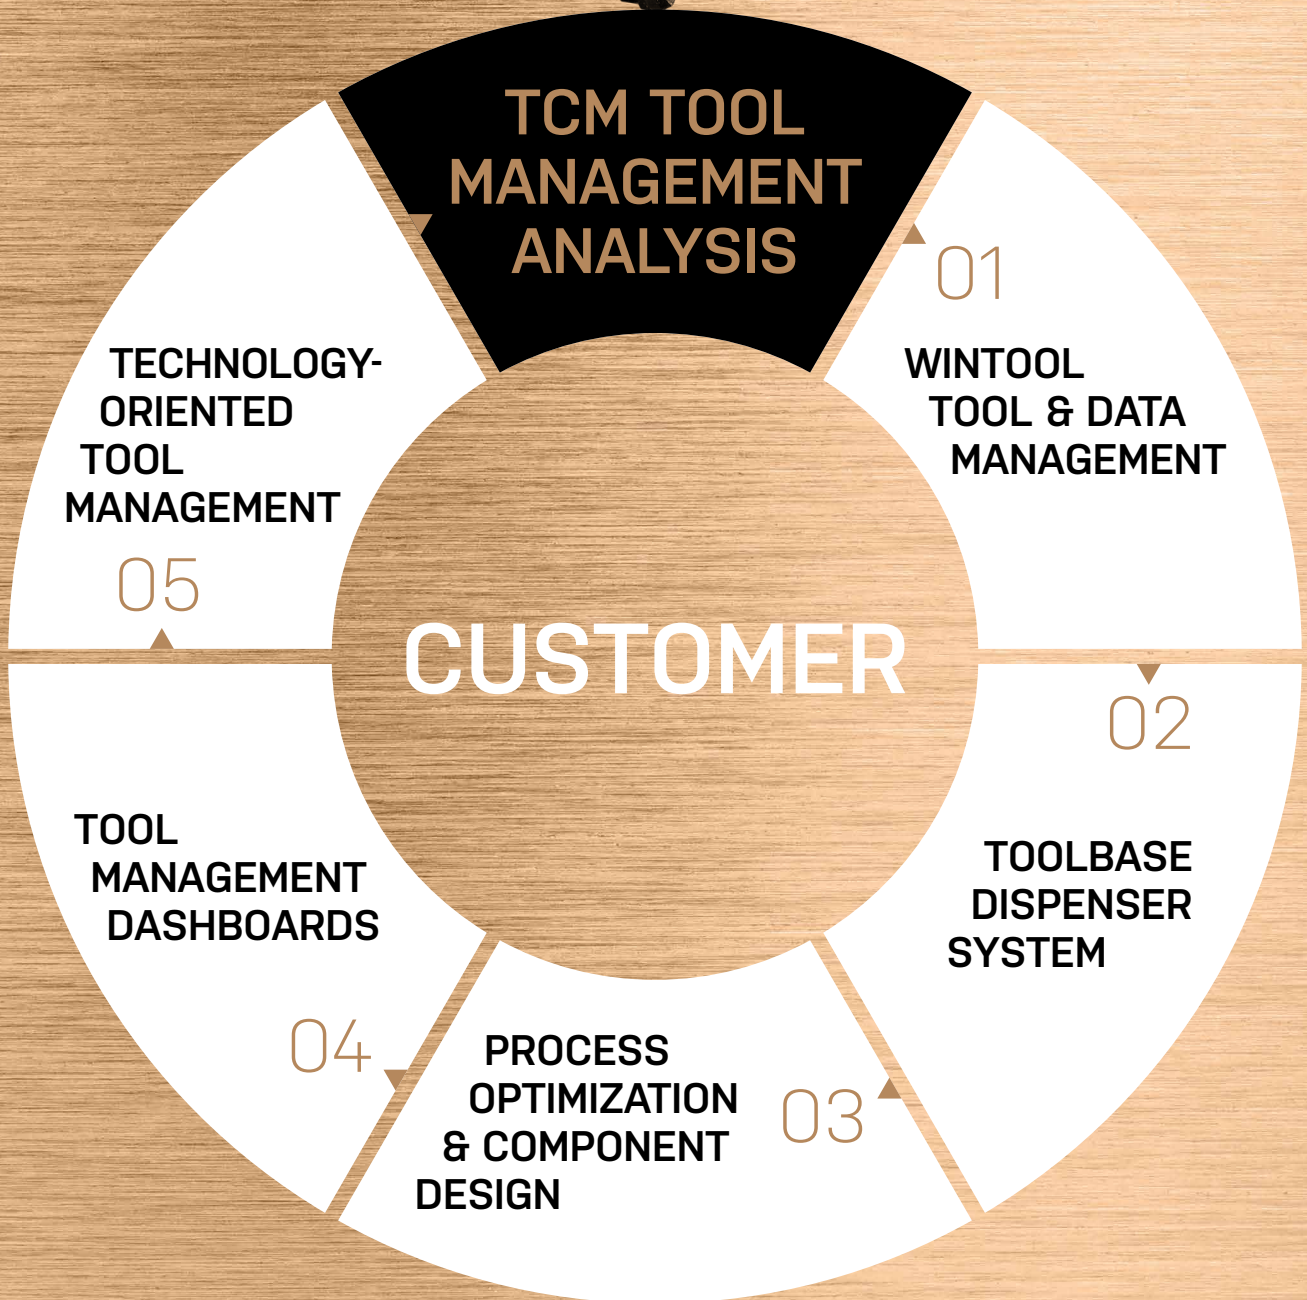 TCM TOOL
MANAGEMENT
ANALYSIS
01
WINTOOL
TOOL & DATA
MANAGEMENT
02
TOOLBASE
DISPENSER
SYSTEM
03
PROCESS
OPTIMIZATION
& COMPONENT
DESIGN
04
TOOL
MANAGEMENT
DASHBOARDS
05
TECHNOLOGY-
ORIENTED
TOOL
MANAGEMENT
CUSTOMER